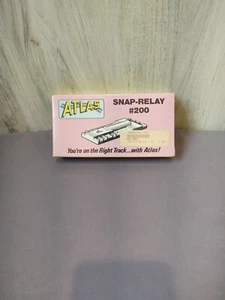 ATLAS
SNAP-RELAY
#200
You're on the Right Track...with Atlas!